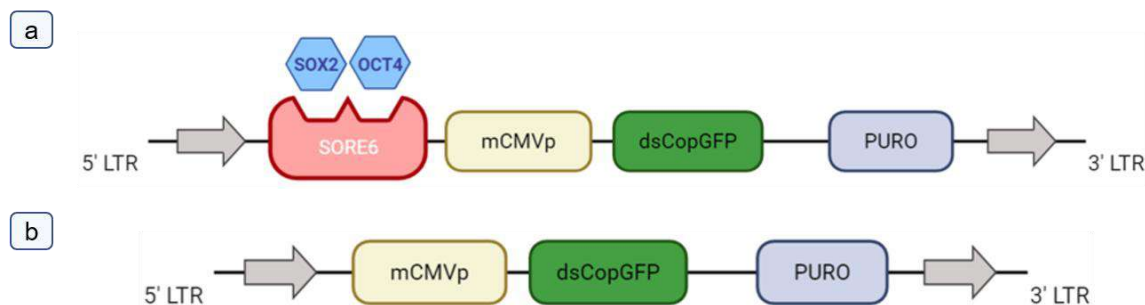 a
SOX2 OCT4
SORE6 mCMVp dsCopGFP PURO
5' LTR 3' LTR
b
mCMVp dsCopGFP PURO
5' LTR 3' LTR